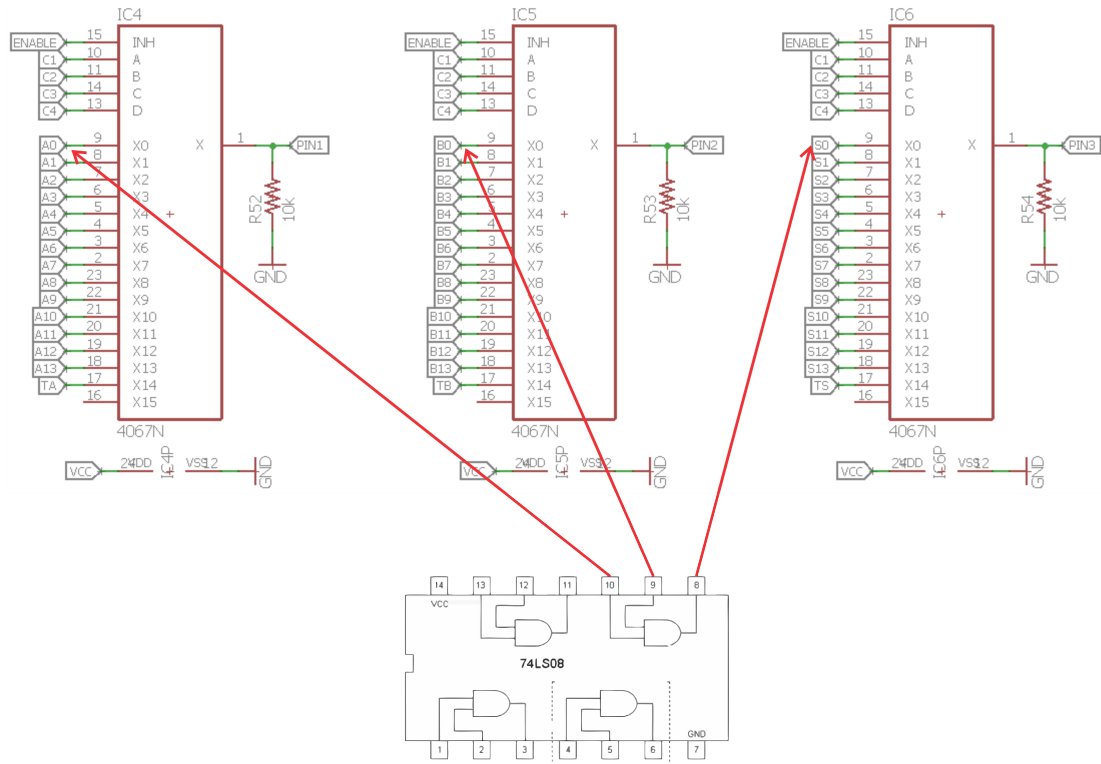 IC4
ENABLE 15 INH
C1 10 A
C2 11 B
C3 14 C
C4 13 D
A0 9 X0 X 1 PIN1
A1 8 X1
A2 7 X2
A3 6 X3
A4 5 X4
A5 4 X5
A6 3 X6
A7 2 X7
A8 23 X8
A9 22 X9
A10 21 X10
A11 20 X11
A12 19 X12
A13 18 X13
TA 17 X14
16 X15
R52
10k
GND
4067N
VCC 24 VDD IC4P VSS 12 GND
IC5
ENABLE 15 INH
C1 10 A
C2 11 B
C3 14 C
C4 13 D
B0 9 X0 X 1 PIN2
B1 8 X1
B2 7 X2
B3 6 X3
B4 5 X4
B5 4 X5
B6 3 X6
B7 2 X7
B8 23 X8
B9 22 X9
B10 21 X10
B11 20 X11
B12 19 X12
B13 18 X13
TB 17 X14
16 X15
R53
10k
GND
4067N
VCC 24 VDD IC5P VSS 12 GND
IC6
ENABLE 15 INH
C1 10 A
C2 11 B
C3 14 C
C4 13 D
S0 9 X0 X 1 PIN3
S1 8 X1
S2 7 X2
S3 6 X3
S4 5 X4
S5 4 X5
S6 3 X6
S7 2 X7
S8 23 X8
S9 22 X9
S10 21 X10
S11 20 X11
S12 19 X12
S13 18 X13
TS 17 X14
16 X15
R54
10k
GND
4067N
VCC 24 VDD IC6P VSS 12 GND
14 13 12 11 10 9 8
VCC
74LS08
GND
1 2 3 4 5 6 7